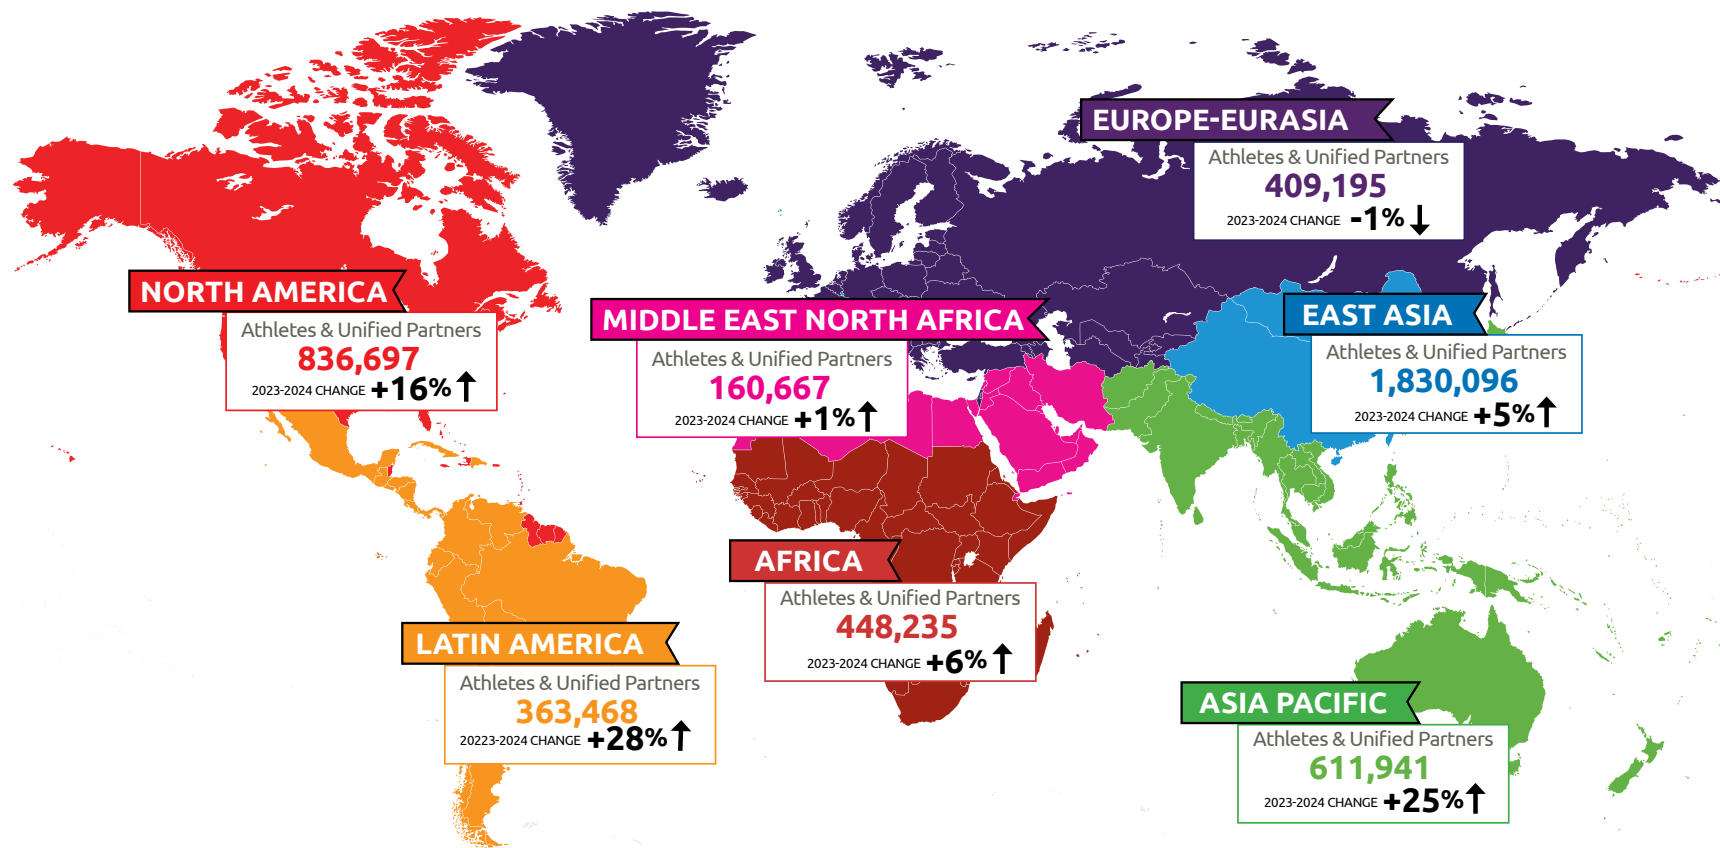 EUROPE-EURASIA
Athletes & Unified Partners
409,195
2023-2024 CHANGE -1%
NORTH AMERICA
Athletes & Unified Partners
836,697
2023-2024 CHANGE +16%
MIDDLE EAST NORTH AFRICA
Athletes & Unified Partners
160,667
2023-2024 CHANGE +1%
EAST ASIA
Athletes & Unified Partners
1,830,096
2023-2024 CHANGE +5%
AFRICA
Athletes & Unified Partners
448,235
2023-2024 CHANGE +6%
LATIN AMERICA
Athletes & Unified Partners
363,468
20223-2024 CHANGE +28%
ASIA PACIFIC
Athletes & Unified Partners
611,941
2023-2024 CHANGE +25%